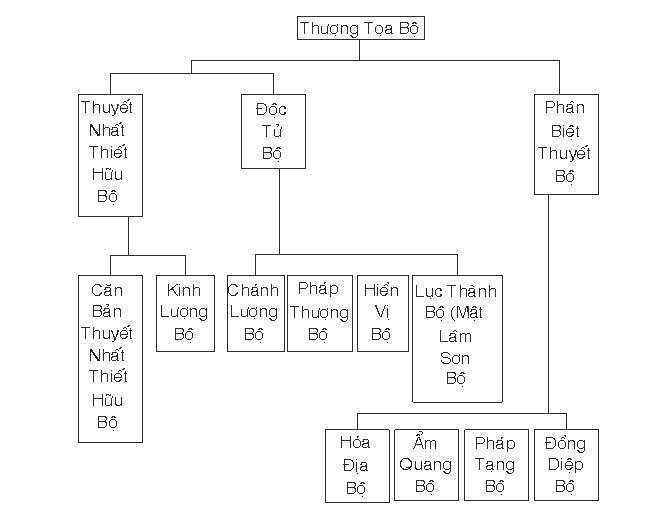 Thượng Tọa Bộ
Thuyết
Nhất
Thiết
Hữu
Bộ
Độc
Tử
Bộ
Phân
Biệt
Thuyết
Bộ
Căn
Bản
Thuyết
Nhất
Thiết
Hữu
Bộ
Kinh
Lượng
Bộ
Chánh
Lượng
Bộ
Pháp
Thượng
Bộ
Hiển
Vị
Bộ
Lục Thành
Bộ (Mật
Lâm
Sơn
Bộ
Hóa
Địa
Bộ
Ẩm
Quang
Bộ
Pháp
Tạng
Bộ
Đồng
Diệp
Bộ